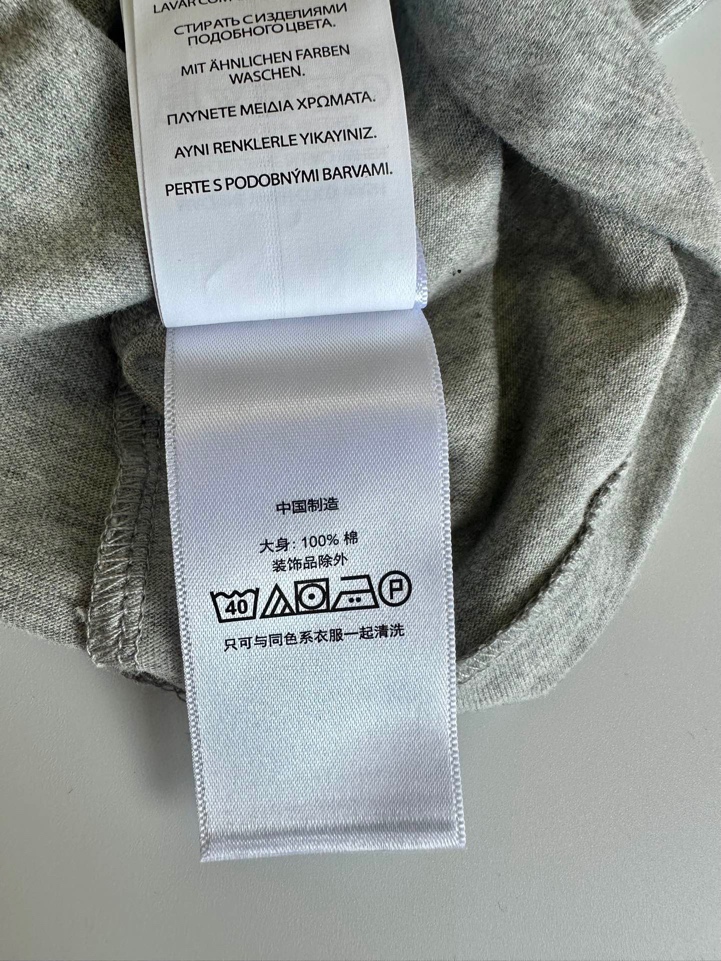 СТИРАТЬ С ИЗДЕЛИЯМИ
ПОДОБНОГО ЦВЕТА.
MIT ÄHNLICHEN FARBEN
WASCHEN.
ΠΛΥΝΕΤΕ ΜΕΙΔΙΑ ΧΡΩΜΑΤΑ.
AYNI RENKLERLE YIKAYINIZ.
PERTE S PODOBNÝMI BARVAMI.
中国制造
大身: 100% 棉
装饰品除外
40 P
只可与同色系衣服一起清洗